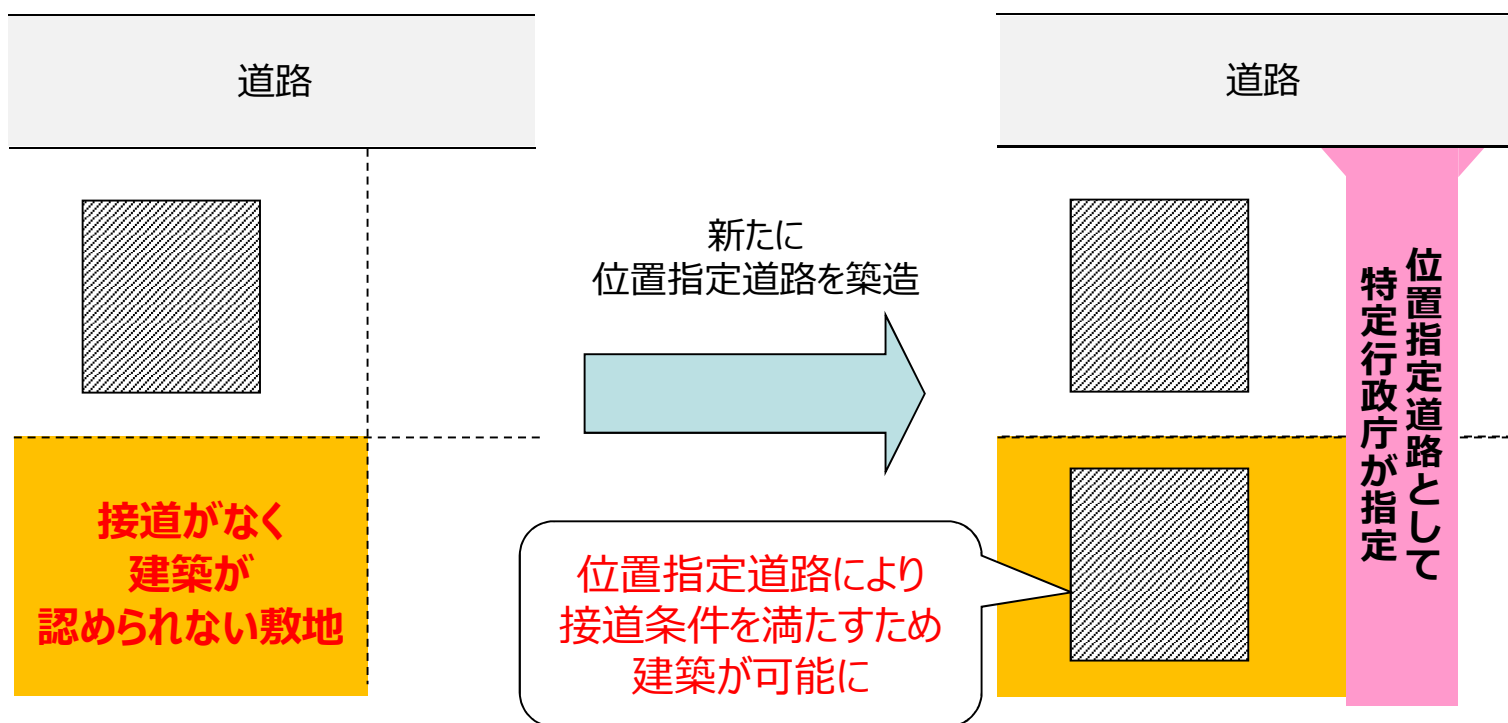 道路
接道がなく
建築が
認められない敷地
新たに
位置指定道路を築造
道路
位置指定道路として
特定行政庁が指定
位置指定道路により
接道条件を満たすため
建築が可能に